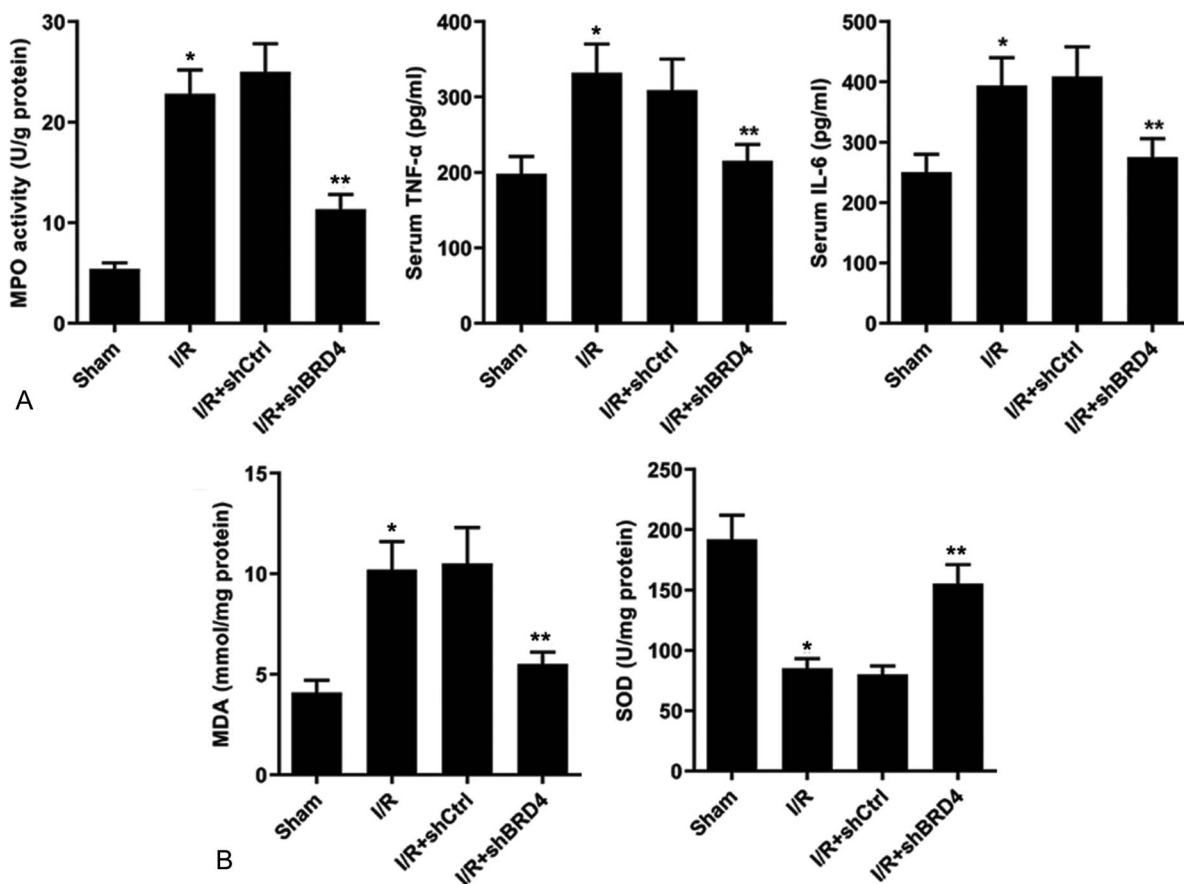 MPO activity (U/g protein)
30
20
10
0
*
**
Sham
I/R
I/R+shCtrl
I/R+shBRD4
Serum TNF-α (pg/ml)
400
300
200
100
0
*
**
Sham
I/R
I/R+shCtrl
I/R+shBRD4
Serum IL-6 (pg/ml)
500
400
300
200
100
0
*
**
Sham
I/R
I/R+shCtrl
I/R+shBRD4
A
MDA (mmol/mg protein)
15
10
5
0
*
**
Sham
I/R
I/R+shCtrl
I/R+shBRD4
SOD (U/mg protein)
250
200
150
100
50
0
*
**
Sham
I/R
I/R+shCtrl
I/R+shBRD4
B